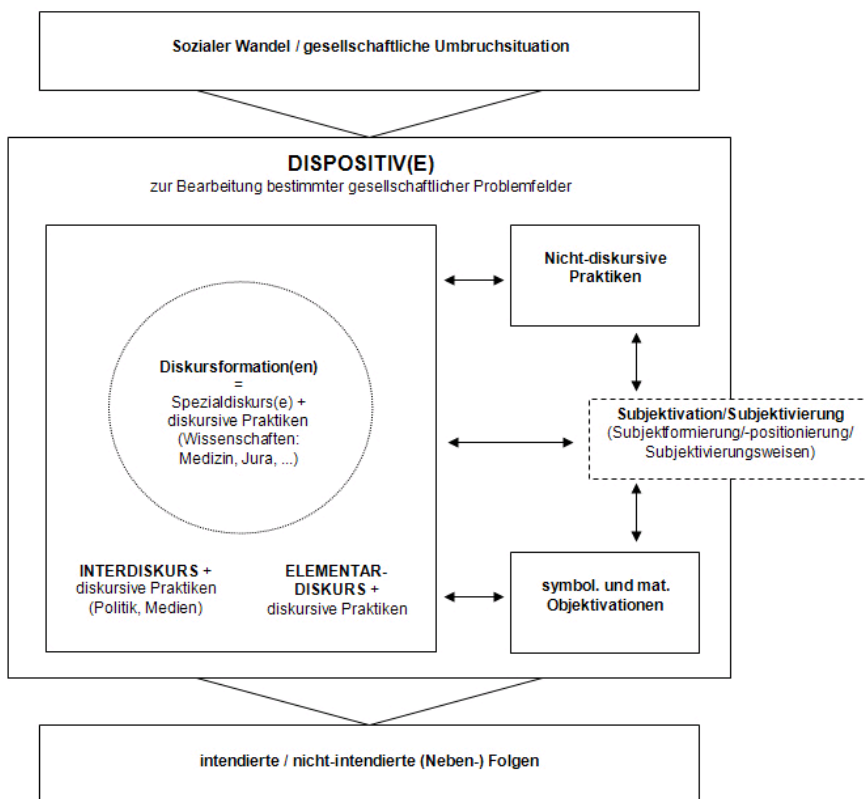 Sozialer Wandel / gesellschaftliche Umbruchsituation
DISPOSITIV(E)
zur Bearbeitung bestimmter gesellschaftlicher Problemfelder
Nicht-diskursive
Praktiken
Diskursformation(en)
=
Spezialdiskurs(e) +
diskursive Praktiken
(Wissenschaften:
Medizin, Jura, ...)
Subjektivation/Subjektivierung
(Subjektformierung/-positionierung/
Subjektivierungsweisen)
INTERDISKURS +
diskursive Praktiken
(Politik, Medien)
ELEMENTAR-
DISKURS +
diskursive Praktiken
symbol. und mat.
Objektivationen
intendierte / nicht-intendierte (Neben-) Folgen